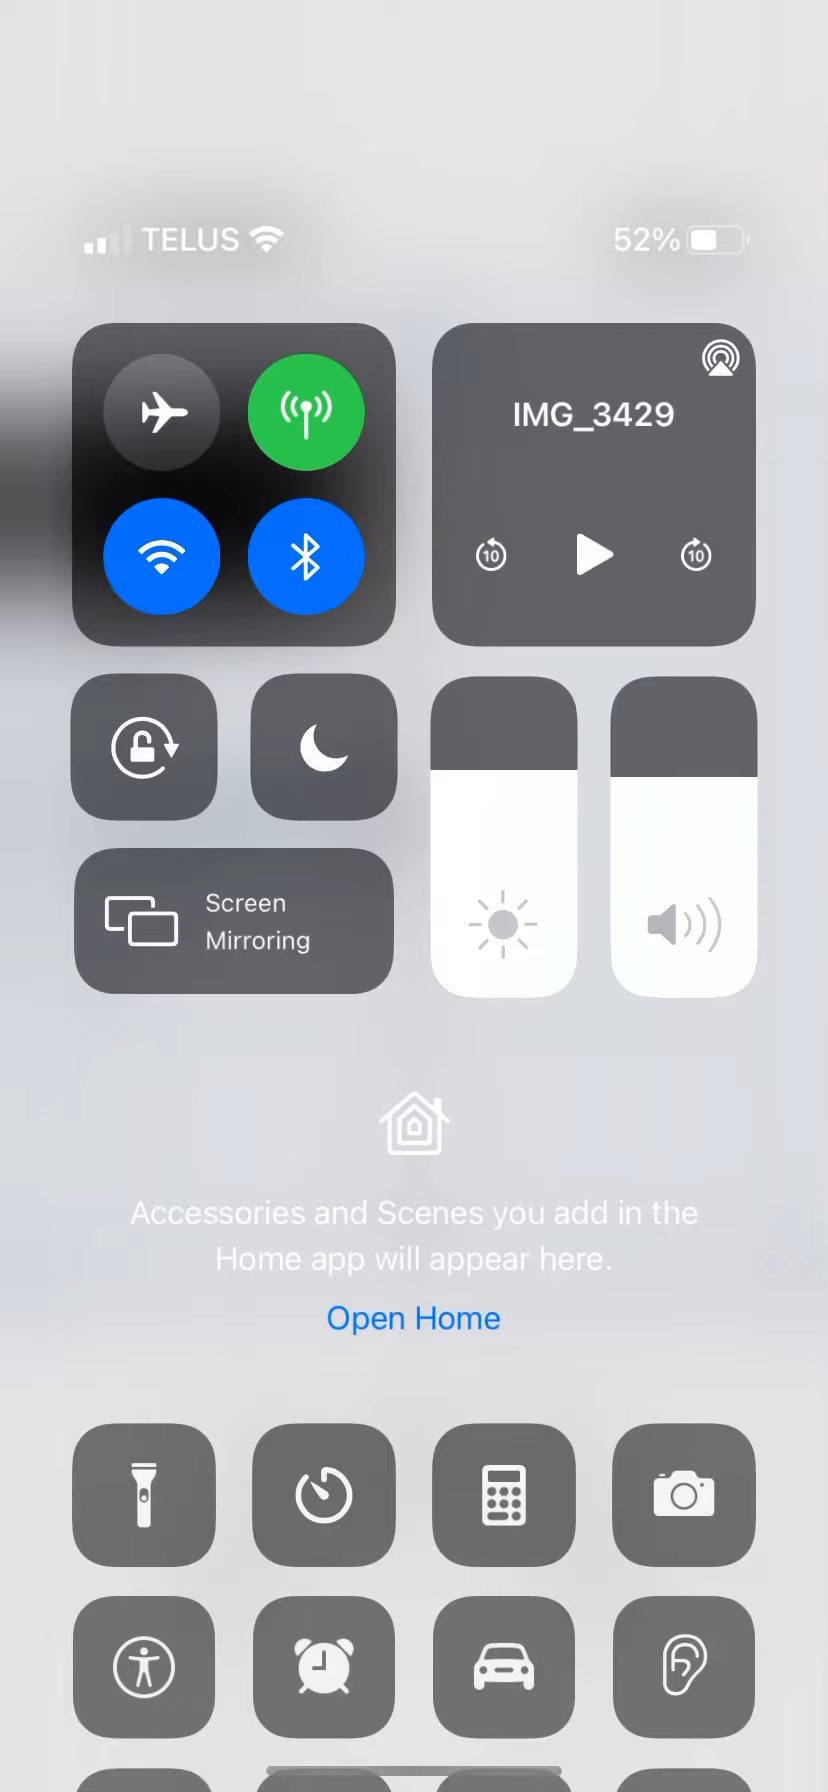 TELUS
52%
IMG_3429
10
10
Screen
Mirroring
Accessories and Scenes you add in the
Home app will appear here.
Open Home